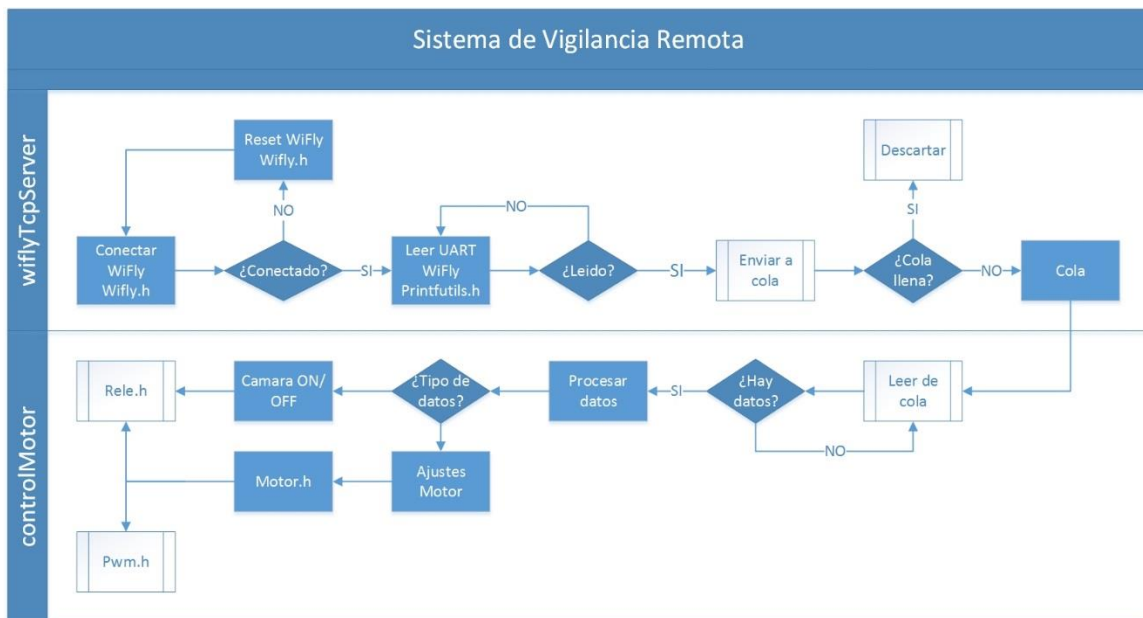 Sistema de Vigilancia Remota
wiflyTcpServer
Reset WiFly
Wifly.h
Descartar
NO
NO
SI
Conectar
WiFly
Wifly.h
¿Conectado?
SI
Leer UART
WiFly
Printfutils.h
¿Leido?
SI
Enviar a
cola
¿Cola
llena?
NO
Cola
controlMotor
Rele.h
Camara ON/
OFF
¿Tipo de
datos?
Procesar
datos
SI
¿Hay
datos?
Leer de
cola
NO
Motor.h
Ajustes
Motor
Pwm.h